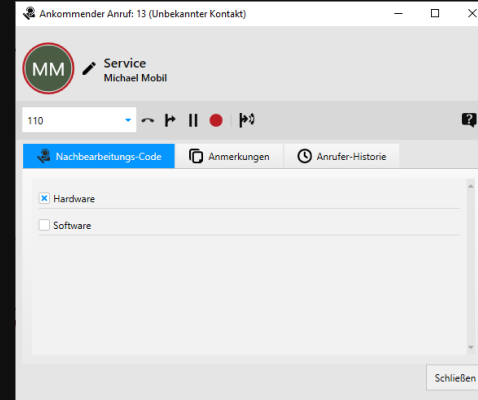 Ankommender Anruf: 13 (Unbekannter Kontakt)
MM
Service
Michael Mobil
110
Nachbearbeitungs-Code
Anmerkungen
Anrufer-Historie
Hardware
Software
Schließen